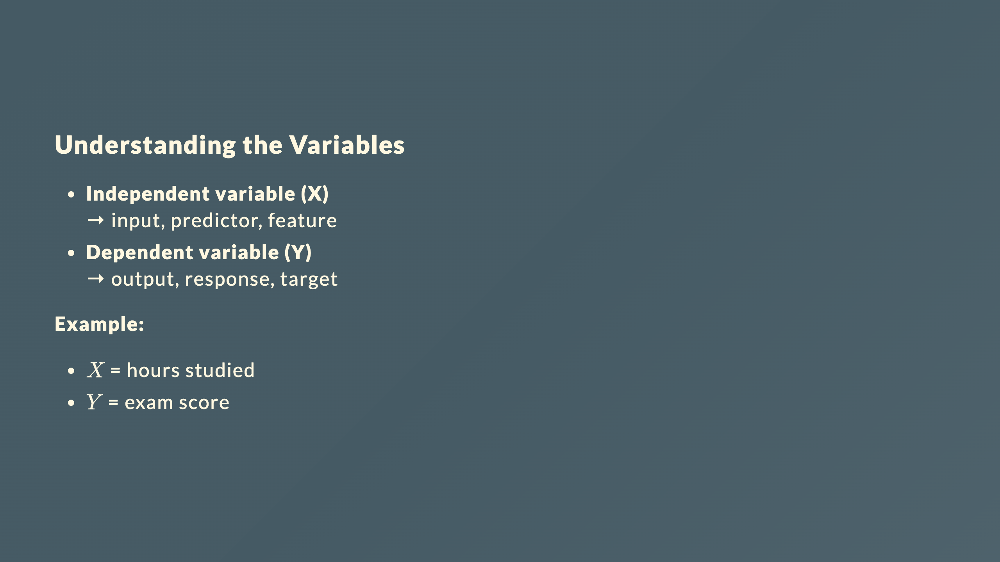 Understanding the Variables
• Independent variable (X)
→ input, predictor, feature
• Dependent variable (Y)
→ output, response, target
Example:
• X = hours studied
• Y = exam score